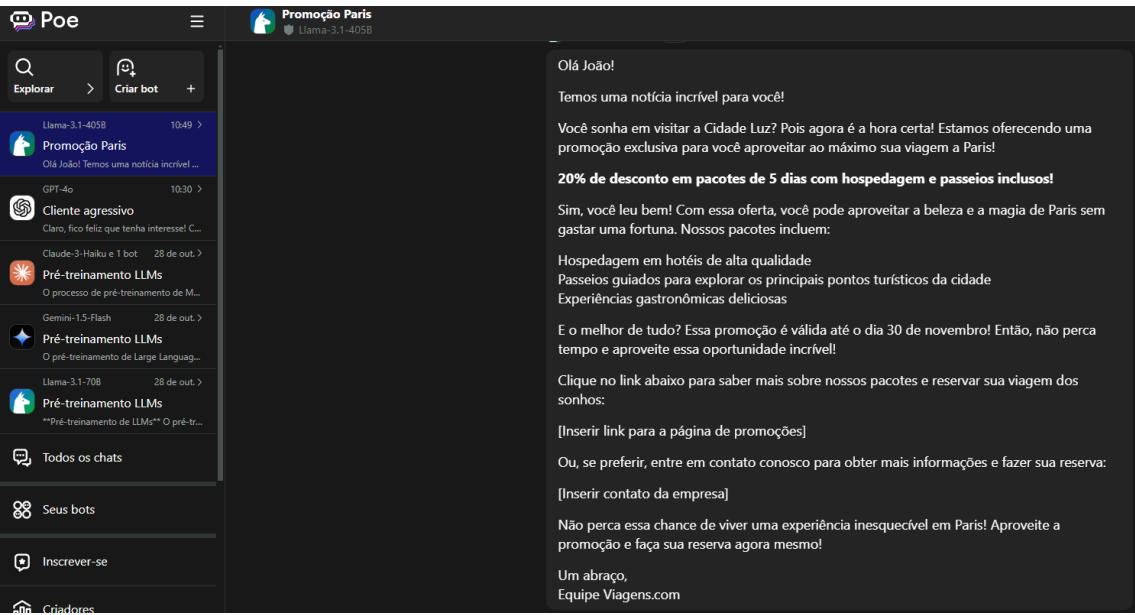 Poe
Explorar
Criar bot
Llama-3.1-405B 10:49
Promoção Paris
Olá João! Temos uma notícia incrível ...
GPT-4o 10:30
Cliente agressivo
Claro, fico feliz que tenha interesse! C...
Claude-3-Haiku e 1 bot 28 de out.
Pré-treinamento LLMs
O processo de pré-treinamento de M...
Gemini-1.5-Flash 28 de out.
Pré-treinamento LLMs
O pré-treinamento de Large Languag...
Llama-3.1-70B 28 de out.
Pré-treinamento LLMs
**Pré-treinamento de LLMs** O pré-tr...
Todos os chats
Seus bots
Inscrever-se
Criadores
Promoção Paris
Llama-3.1-405B
Olá João!
Temos uma notícia incrível para você!
Você sonha em visitar a Cidade Luz? Pois agora é a hora certa! Estamos oferecendo uma
promoção exclusiva para você aproveitar ao máximo sua viagem a Paris!
20% de desconto em pacotes de 5 dias com hospedagem e passeios inclusos!
Sim, você leu bem! Com essa oferta, você pode aproveitar a beleza e a magia de Paris sem
gastar uma fortuna. Nossos pacotes incluem:
Hospedagem em hotéis de alta qualidade
Passeios guiados para explorar os principais pontos turísticos da cidade
Experiências gastronômicas deliciosas
E o melhor de tudo? Essa promoção é válida até o dia 30 de novembro! Então, não perca
tempo e aproveite essa oportunidade incrível!
Clique no link abaixo para saber mais sobre nossos pacotes e reservar sua viagem dos
sonhos:
[Inserir link para a página de promoções]
Ou, se preferir, entre em contato conosco para obter mais informações e fazer sua reserva:
[Inserir contato da empresa]
Não perca essa chance de viver uma experiência inesquecível em Paris! Aproveite a
promoção e faça sua reserva agora mesmo!
Um abraço,
Equipe Viagens.com